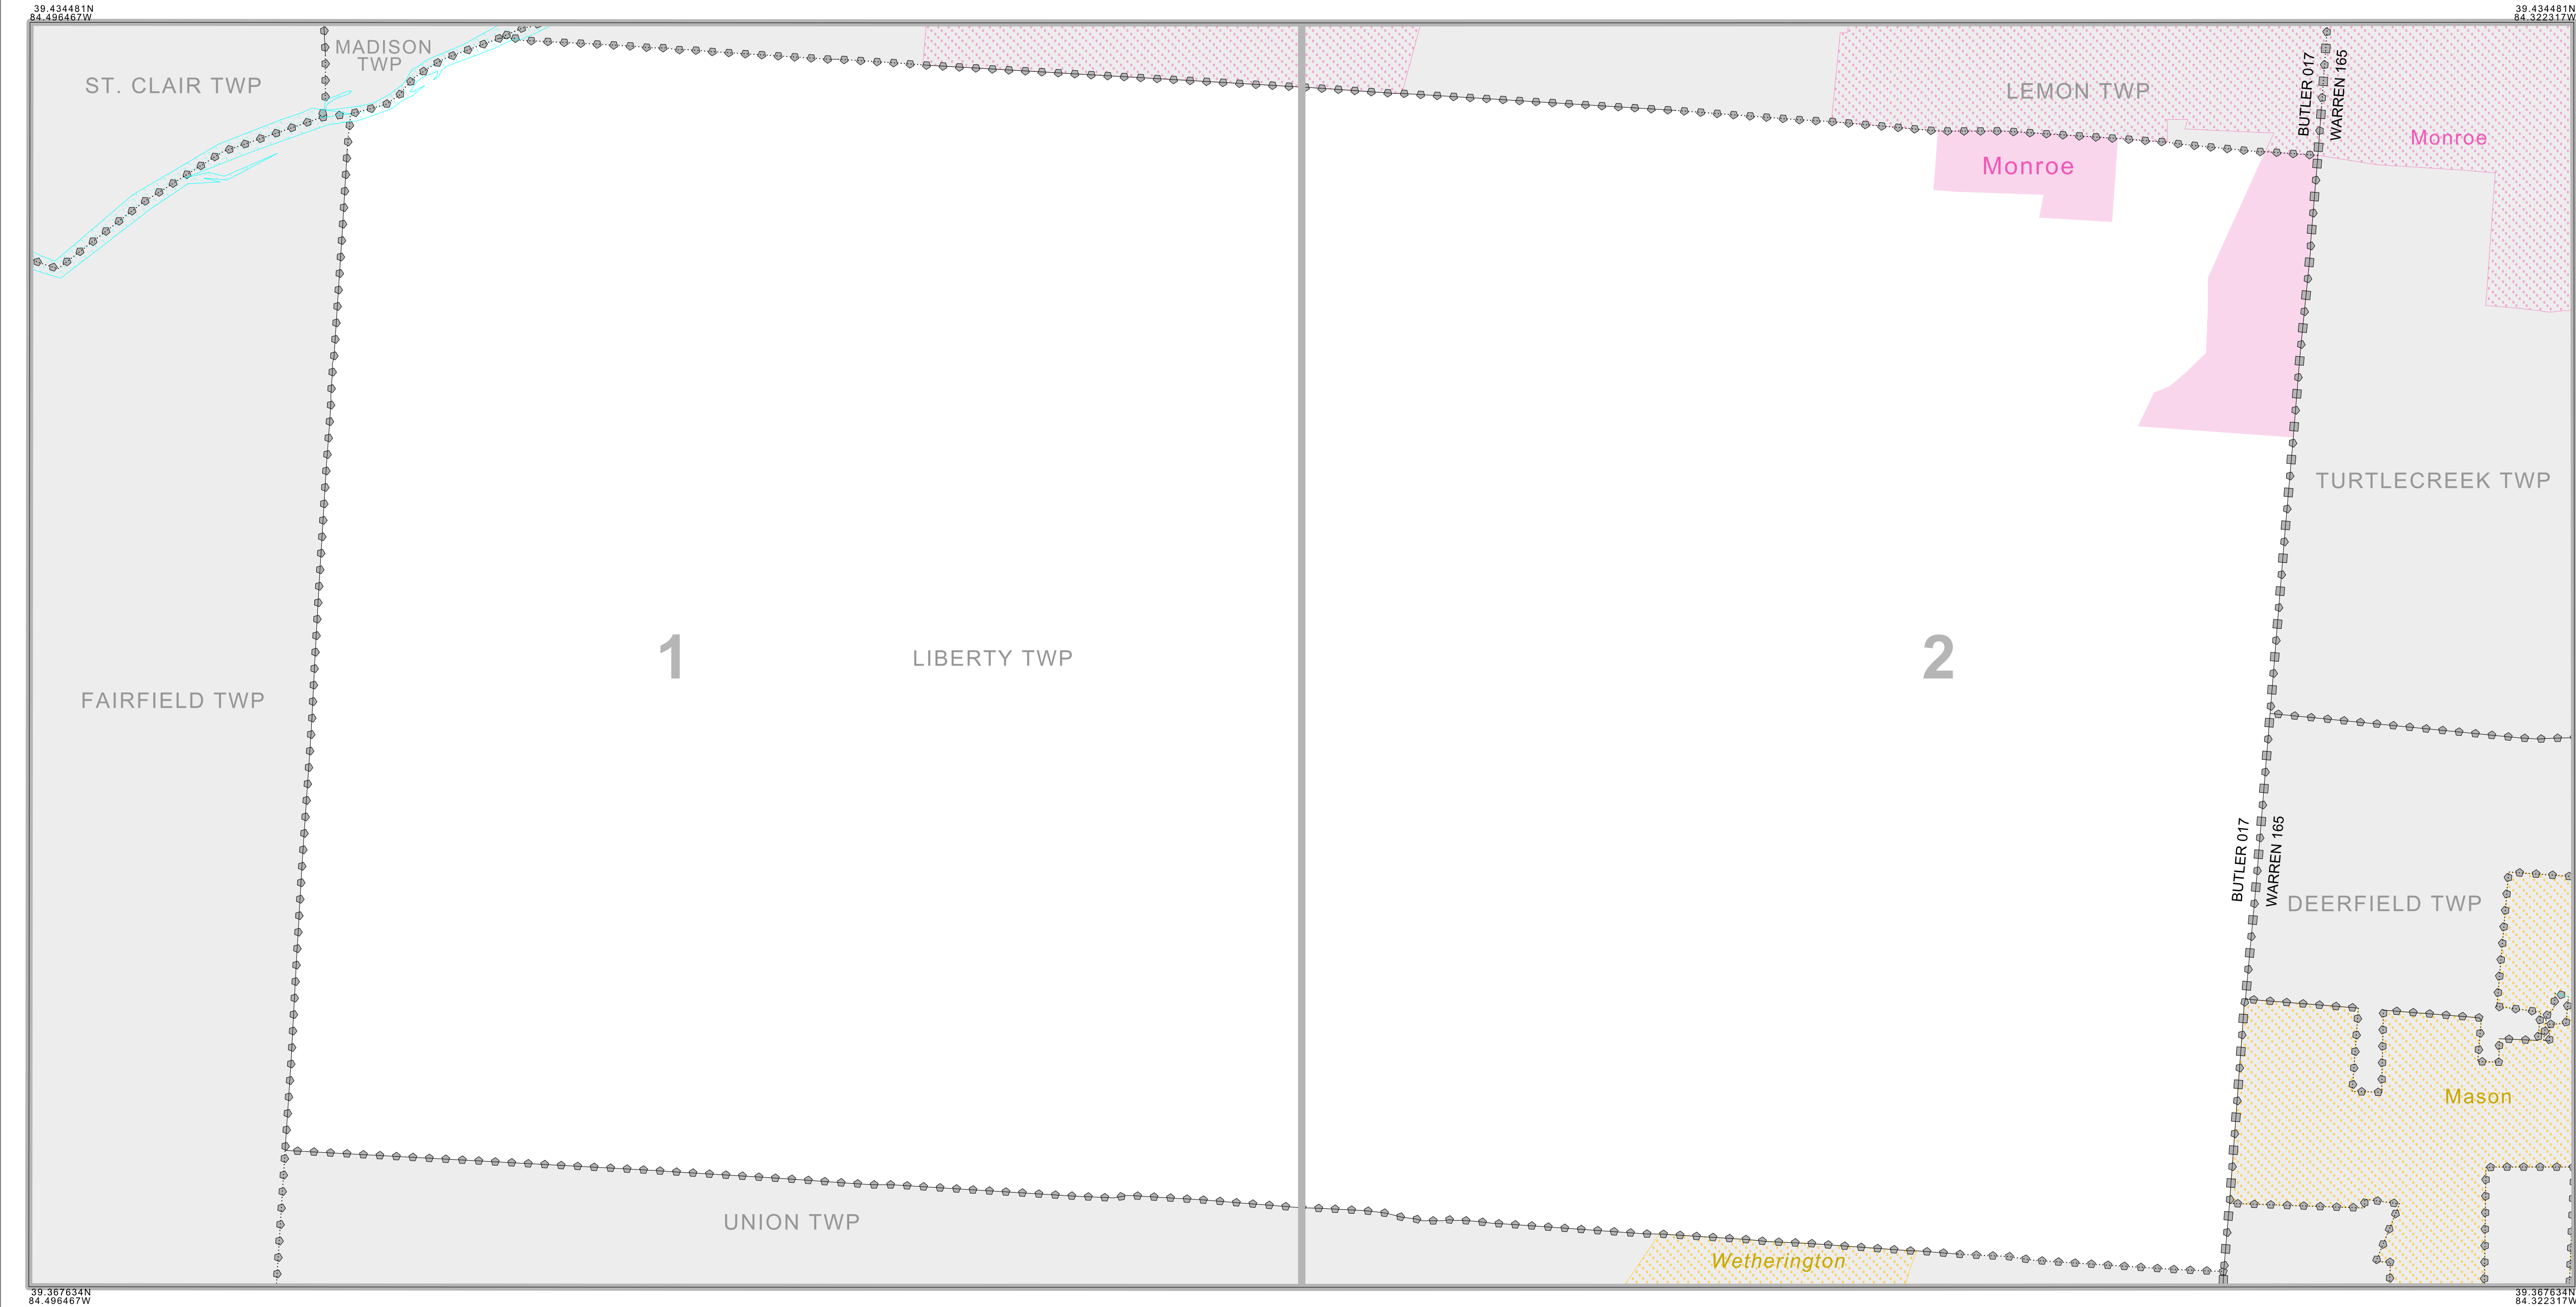 39.434481N
84.496467W
39.434481N
84.322317W
MADISON
TWP
ST. CLAIR TWP
LEMON TWP
BUTLER 017
WARREN 165
Monroe
Monroe
TURTLECREEK TWP
1
LIBERTY TWP
2
FAIRFIELD TWP
BUTLER 017
WARREN 165
DEERFIELD TWP
Mason
UNION TWP
Wetherington
39.367634N
84.496467W
39.367634N
84.322317W